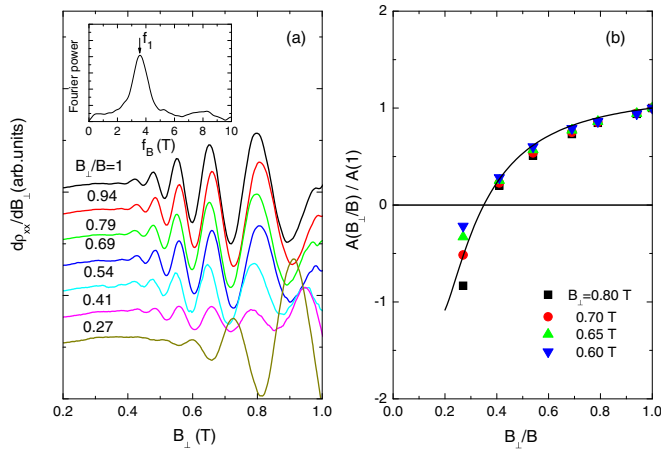 (a)
f₁
Fourier power
0 2 4 6 8 10
f_B (T)
B⊥/B=1
0.94
0.79
0.69
0.54
0.41
0.27
dρ_xx/dB⊥ (arb.units)
0.2 0.4 0.6 0.8 1.0
B⊥ (T)
(b)
2
1
0
-1
-2
A(B⊥/B) / A(1)
B⊥=0.80 T
0.70 T
0.65 T
0.60 T
0.0 0.2 0.4 0.6 0.8 1.0
B⊥/B